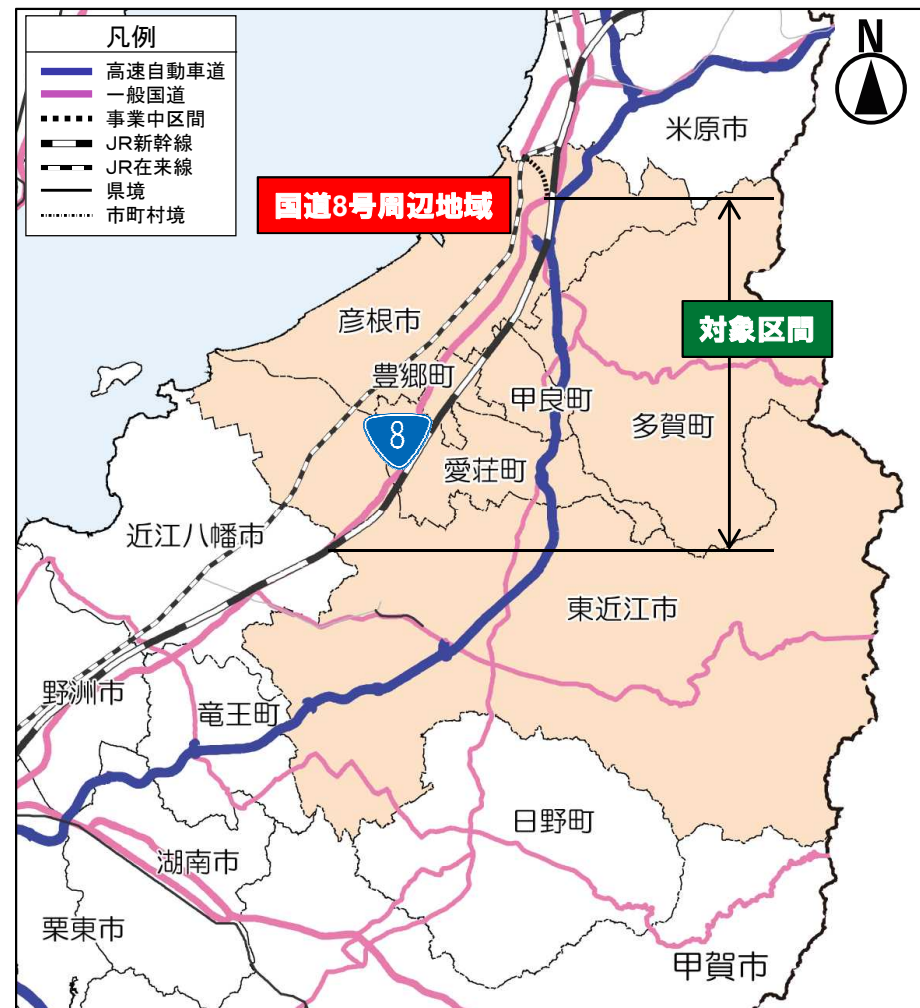 凡例
高速自動車道
一般国道
事業中区間
JR新幹線
JR在来線
県境
市町村境
N
米原市
国道8号周辺地域
対象区間
彦根市
豊郷町
甲良町
多賀町
8
愛荘町
近江八幡市
東近江市
野洲市
竜王町
日野町
湖南市
栗東市
甲賀市